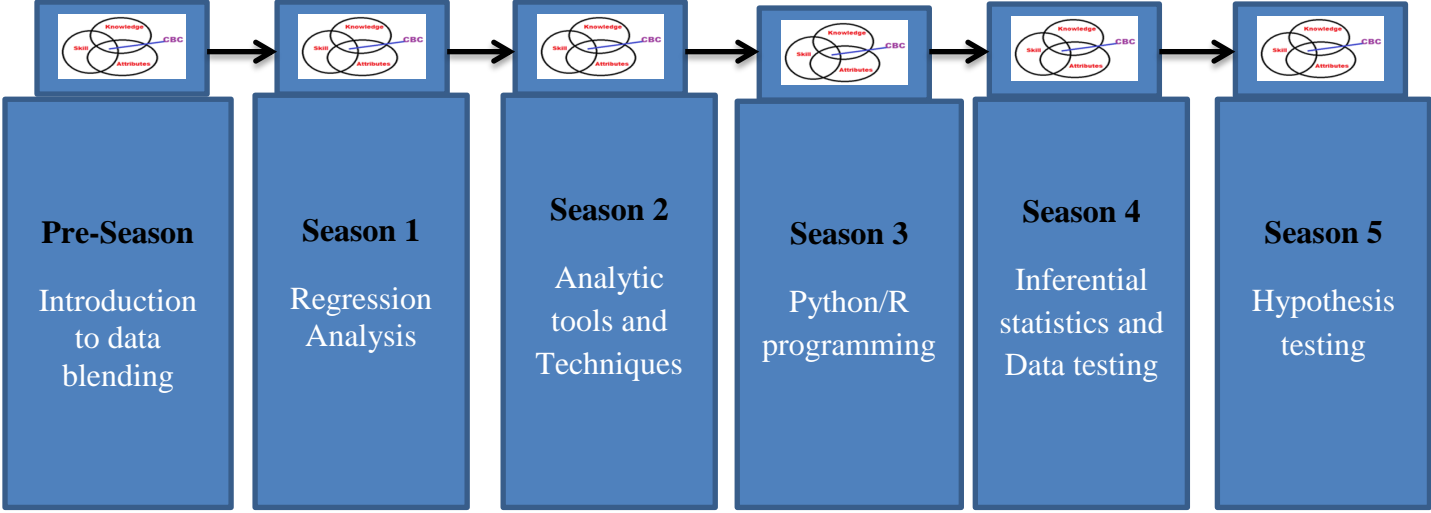 Knowledge
Skill
CBC
Attributes
Knowledge
Skill
CBC
Attributes
Knowledge
Skill
CBC
Attributes
Knowledge
Skill
CBC
Attributes
Knowledge
Skill
CBC
Attributes
Knowledge
Skill
CBC
Attributes
Pre-Season
Introduction
to data
blending
Season 1
Regression
Analysis
Season 2
Analytic
tools and
Techniques
Season 3
Python/R
programming
Season 4
Inferential
statistics and
Data testing
Season 5
Hypothesis
testing